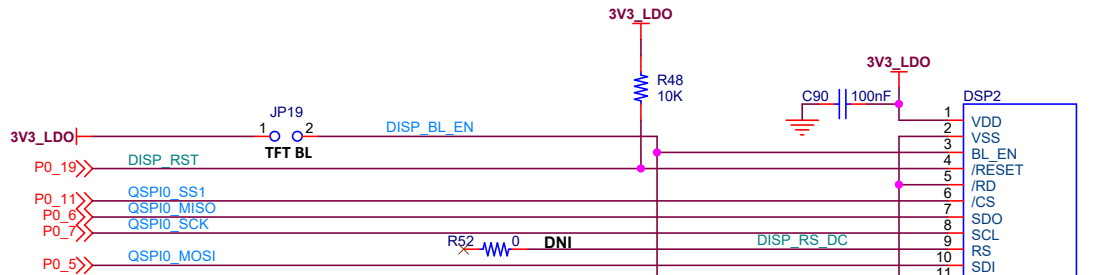 3V3_LDO
3V3_LDO
R48
10K
C90 100nF
DSP2
JP19
1 2
DISP_BL_EN
3V3_LDO
TFT BL
1 VDD
2 VSS
3 BL_EN
P0_19 DISP_RST 4 /RESET
5 /RD
P0_11 QSPI0_SS1 6 /CS
P0_6 QSPI0_MISO 7 SDO
P0_7 QSPI0_SCK 8 SCL
R52 0 DNI DISP_RS_DC 9 RS
P0_5 QSPI0_MOSI 10 SDI
11